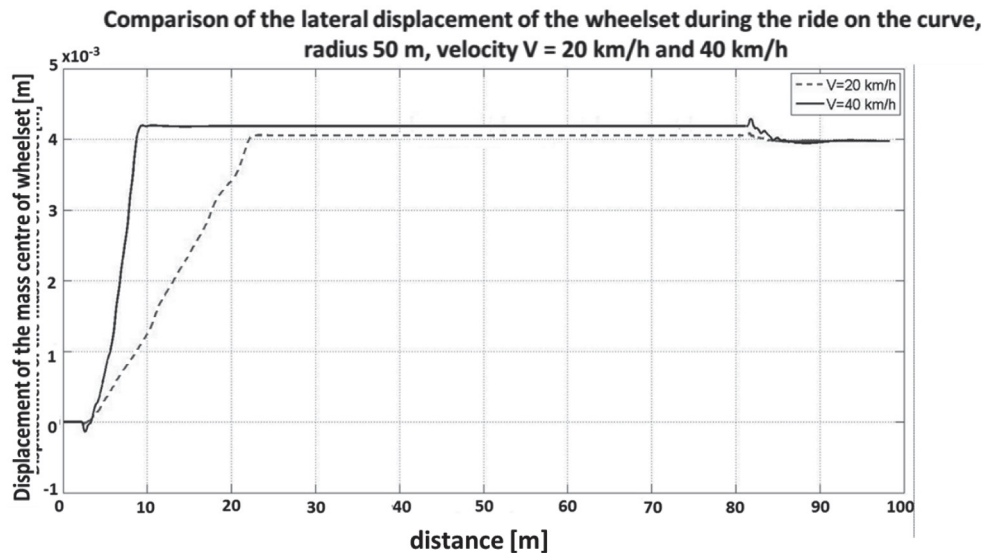 Comparison of the lateral displacement of the wheelset during the ride on the curve,
radius 50 m, velocity V = 20 km/h and 40 km/h
5 x10-3
V=20 km/h
V=40 km/h
Displacement of the mass centre of wheelset [m]
4
3
2
1
0
-1
0 10 20 30 40 50 60 70 80 90 100
distance [m]